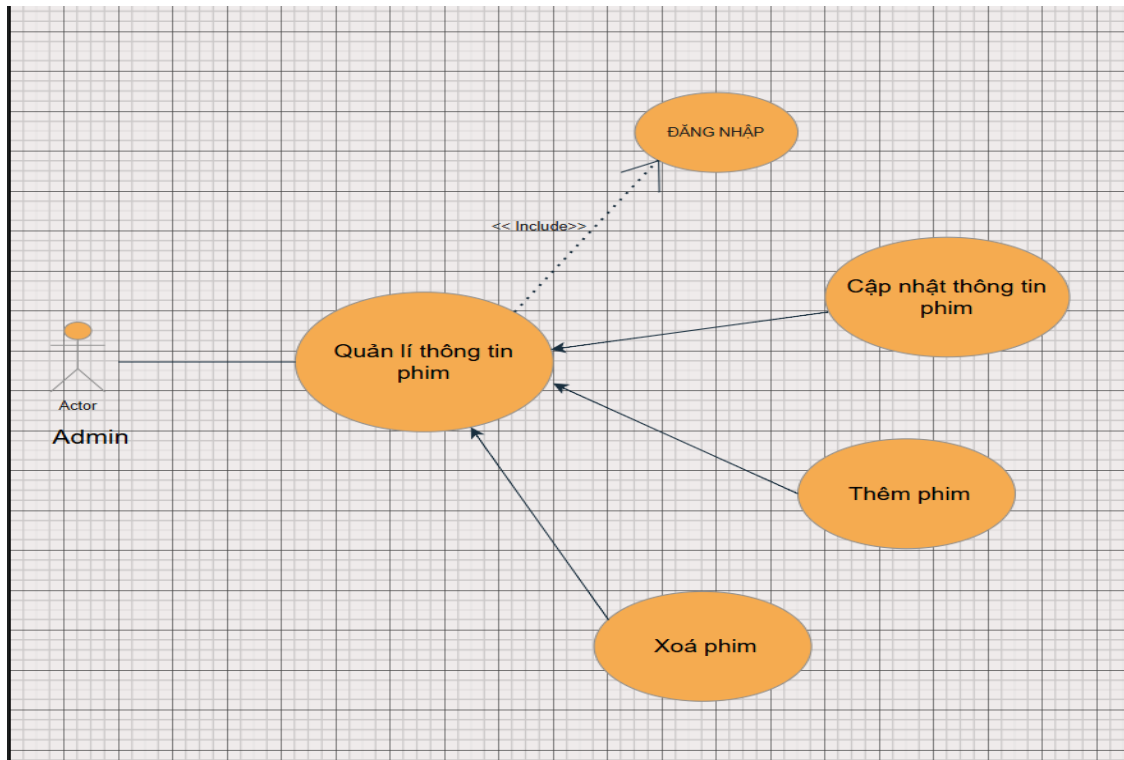 ĐĂNG NHẬP
<< Include>>
Cập nhật thông tin
phim
Quản lí thông tin
phim
Actor
Admin
Thêm phim
Xoá phim